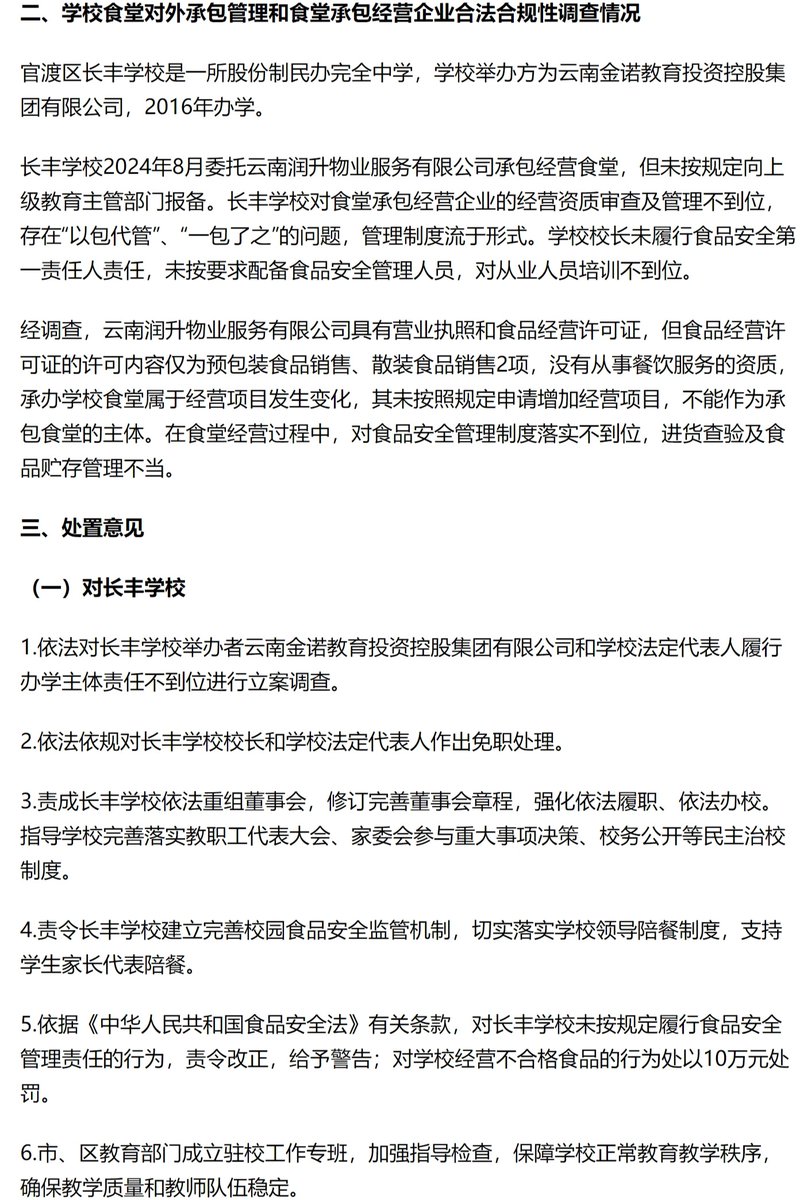 二、学校食堂对外承包管理和食堂承包经营企业合法合规性调查情况
官渡区长丰学校是一所股份制民办完全中学，学校举办方为云南金诺教育投资控股集
团有限公司，2016年办学。
长丰学校2024年8月委托云南润升物业服务有限公司承包经营食堂，但未按规定向上
级教育主管部门报备。长丰学校对食堂承包经营企业的经营资质审查及管理不到位，
存在“以包代管”、“一包了之”的问题，管理制度流于形式。学校校长未履行食品安全第
一责任人责任，未按要求配备食品安全管理人员，对从业人员培训不到位。
经调查，云南润升物业服务有限公司具有营业执照和食品经营许可证，但食品经营许
可证的许可内容仅为预包装食品销售、散装食品销售2项，没有从事餐饮服务的资质，
承办学校食堂属于经营项目发生变化，其未按照规定申请增加经营项目，不能作为承
包食堂的主体。在食堂经营过程中，对食品安全管理制度落实不到位，进货查验及食
品贮存管理不当。
三、处置意见
（一）对长丰学校
1.依法对长丰学校举办者云南金诺教育投资控股集团有限公司和学校法定代表人履行
办学主体责任不到位进行立案调查。
2.依法依规对长丰学校校长和学校法定代表人作出免职处理。
3.责成长丰学校依法重组董事会，修订完善董事会章程，强化依法履职、依法办校。
指导学校完善落实教职工代表大会、家委会参与重大事项决策、校务公开等民主治校
制度。
4.责令长丰学校建立完善校园食品安全监管机制，切实落实学校领导陪餐制度，支持
学生家长代表陪餐。
5.依据《中华人民共和国食品安全法》有关条款，对长丰学校未按规定履行食品安全
管理责任的行为，责令改正，给予警告；对学校经营不合格食品的行为处以10万元处
罚。
6.市、区教育部门成立驻校工作专班，加强指导检查，保障学校正常教育教学秩序，
确保教学质量和教师队伍稳定。